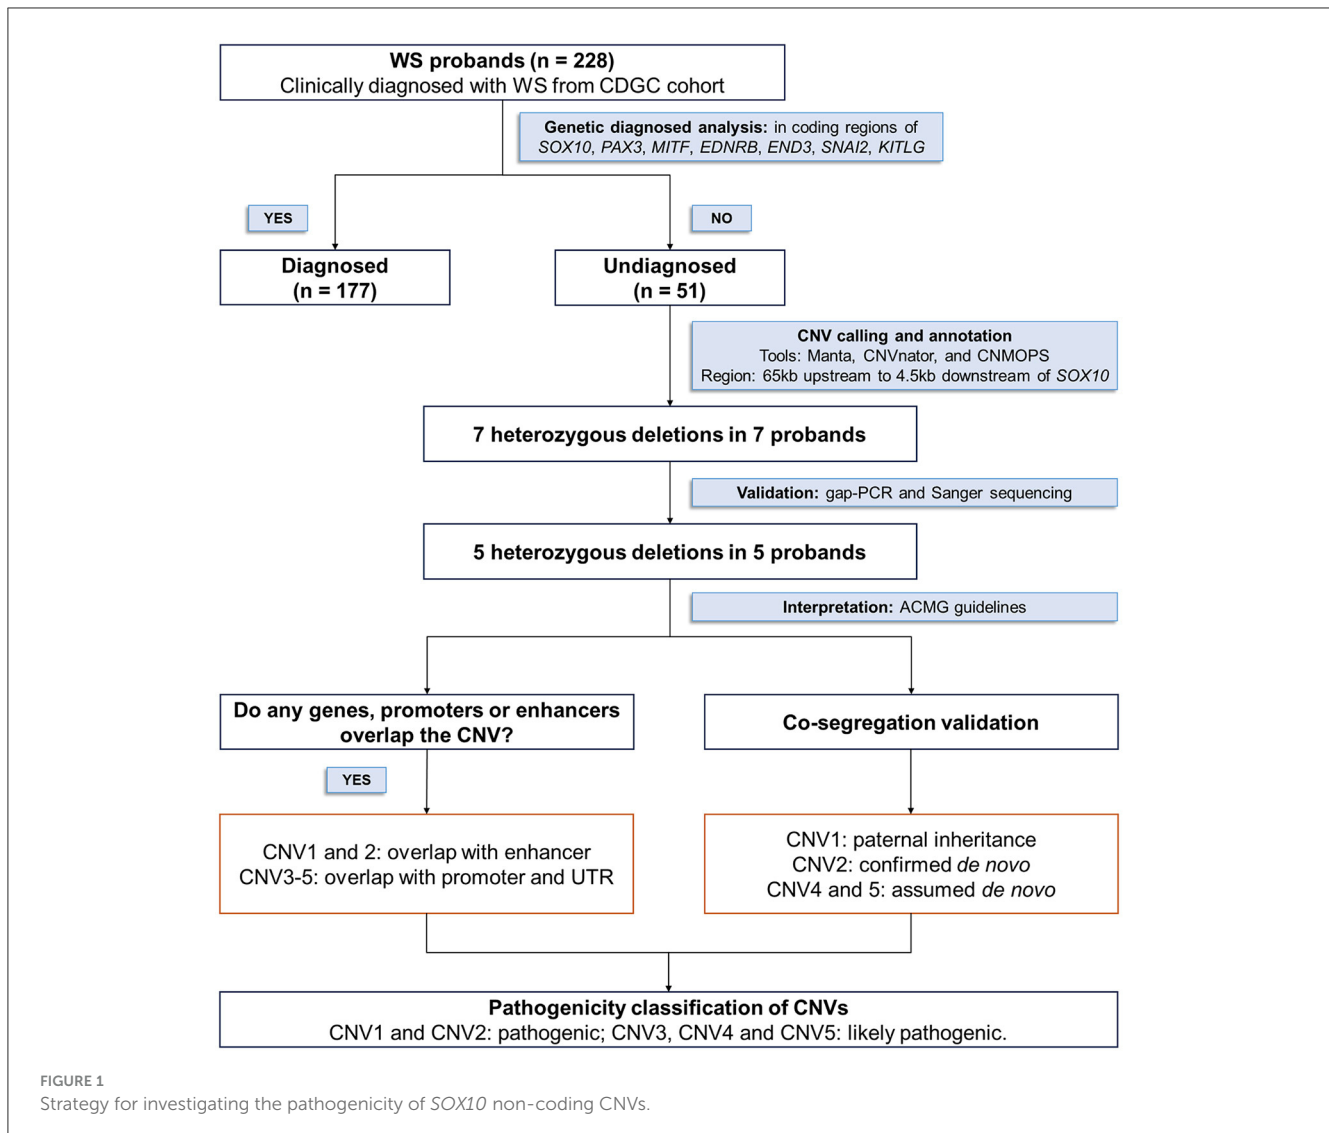 WS probands (n = 228)
Clinically diagnosed with WS from CDGC cohort
Genetic diagnosed analysis: in coding regions of
SOX10, PAX3, MITF, EDNRB, END3, SNAI2, KITLG
YES
NO
Diagnosed
(n = 177)
Undiagnosed
(n = 51)
CNV calling and annotation
Tools: Manta, CNVnator, and CNMOPS
Region: 65kb upstream to 4.5kb downstream of SOX10
7 heterozygous deletions in 7 probands
Validation: gap-PCR and Sanger sequencing
5 heterozygous deletions in 5 probands
Interpretation: ACMG guidelines
Do any genes, promoters or enhancers
overlap the CNV?
Co-segregation validation
YES
CNV1 and 2: overlap with enhancer
CNV3-5: overlap with promoter and UTR
CNV1: paternal inheritance
CNV2: confirmed de novo
CNV4 and 5: assumed de novo
Pathogenicity classification of CNVs
CNV1 and CNV2: pathogenic; CNV3, CNV4 and CNV5: likely pathogenic.
FIGURE 1
Strategy for investigating the pathogenicity of SOX10 non-coding CNVs.